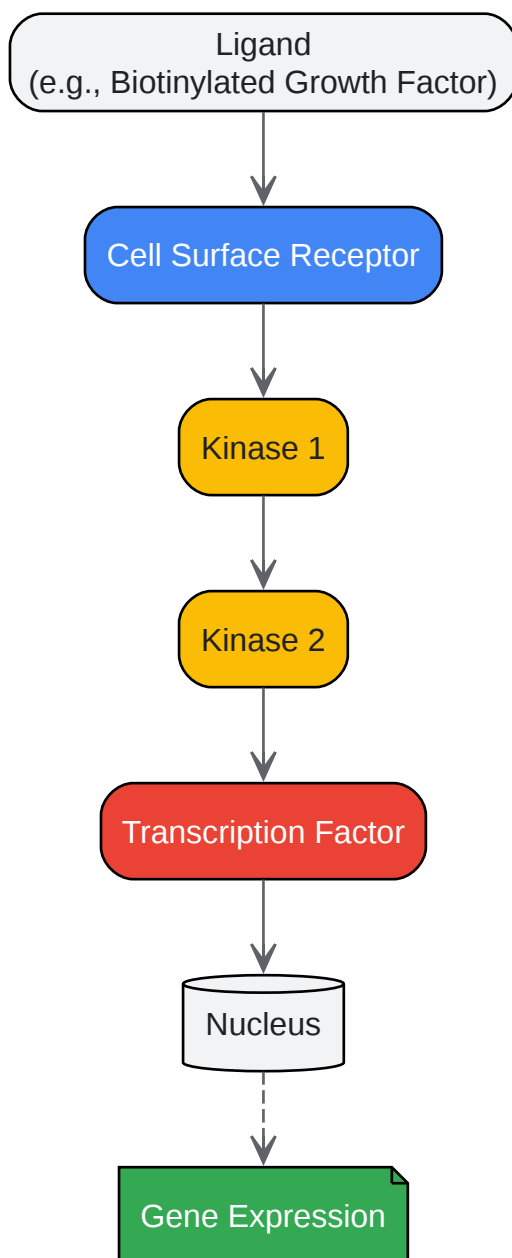 Ligand
(e.g., Biotinylated Growth Factor)
Cell Surface Receptor
Kinase 1
Kinase 2
Transcription Factor
Nucleus
Gene Expression